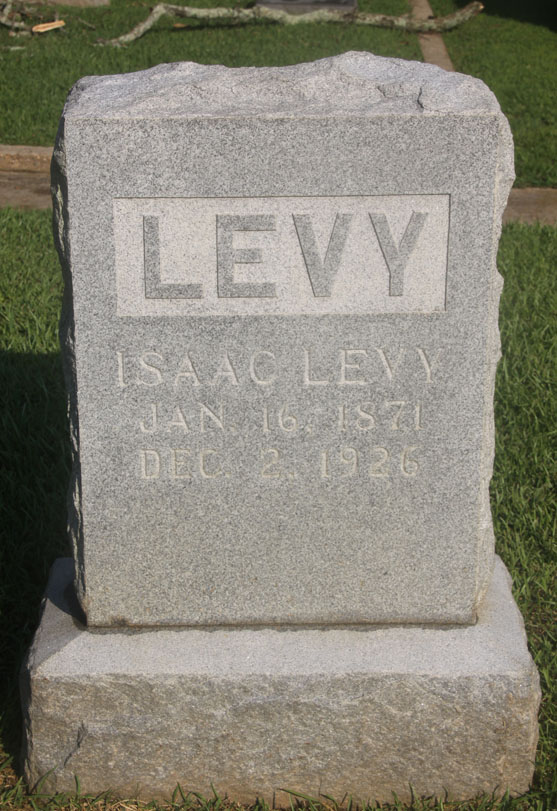 LEVY
ISAAC LEVY
JAN. 16. 1871
DEC. 2. 1926